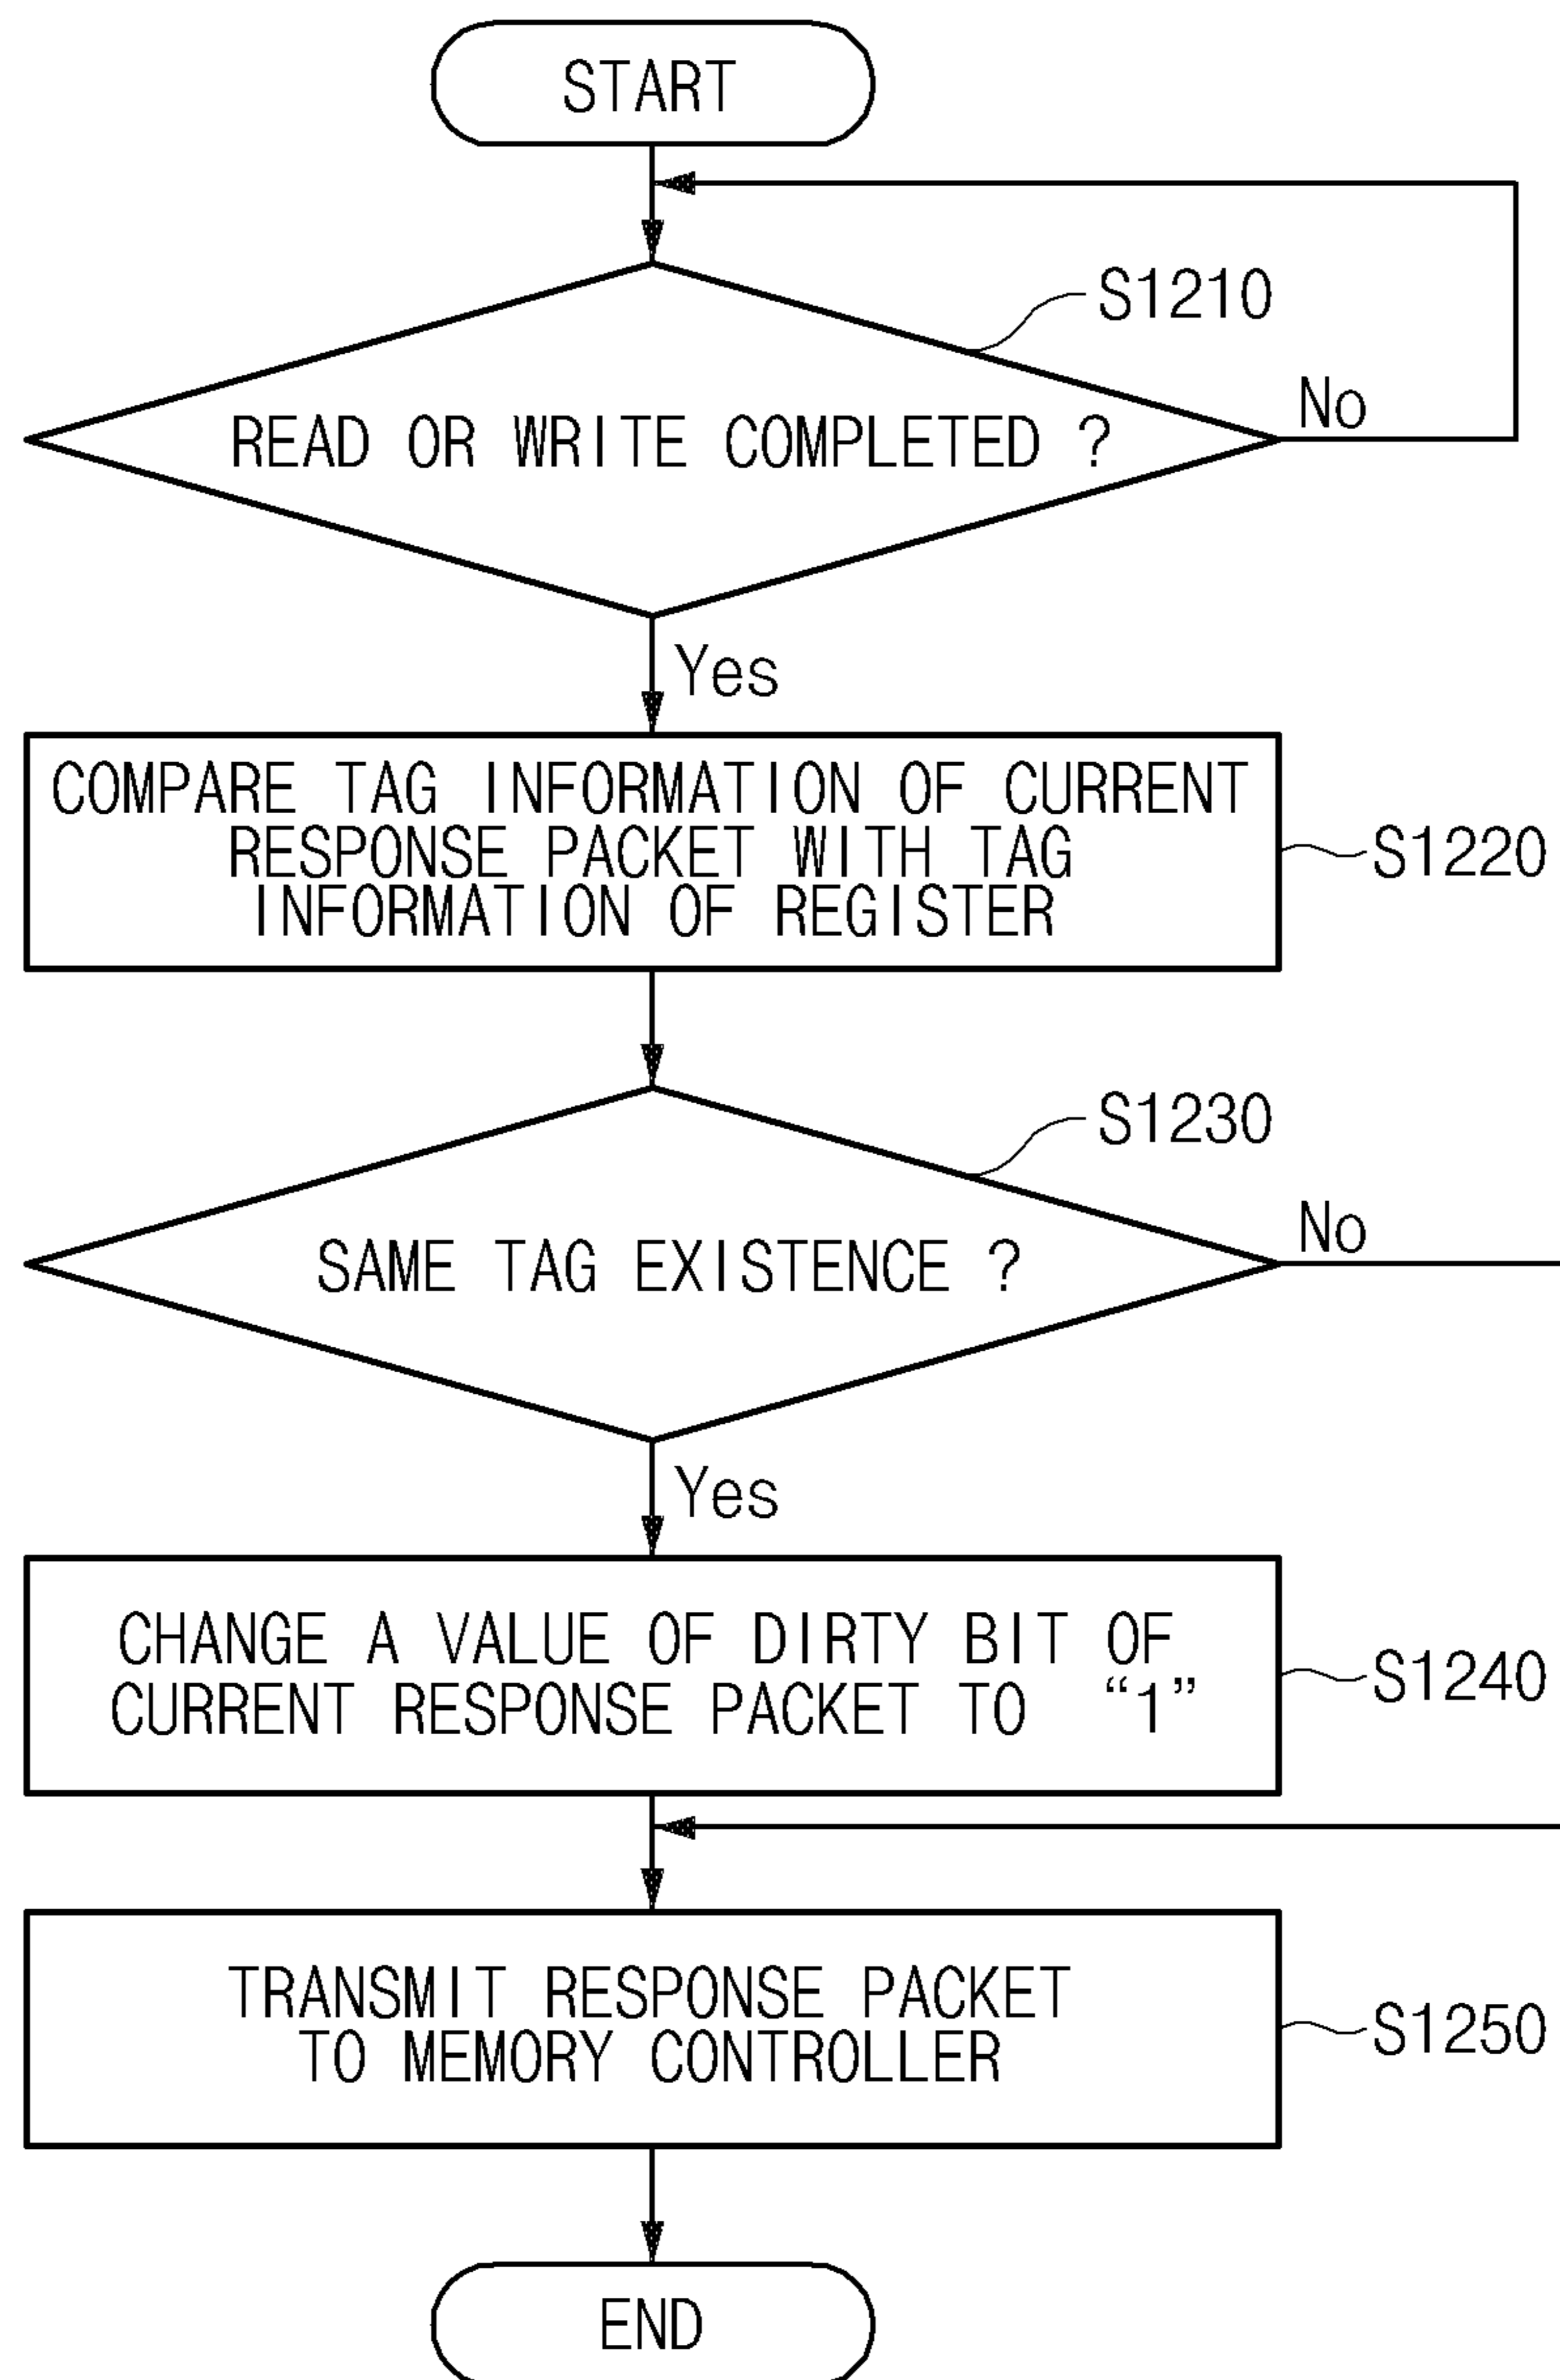 START
S1210
READ OR WRITE COMPLETED ?
No
Yes
COMPARE TAG INFORMATION OF CURRENT
RESPONSE PACKET WITH TAG
INFORMATION OF REGISTER
S1220
S1230
SAME TAG EXISTENCE ?
No
Yes
CHANGE A VALUE OF DIRTY BIT OF
CURRENT RESPONSE PACKET TO “1”
S1240
TRANSMIT RESPONSE PACKET
TO MEMORY CONTROLLER
S1250
END